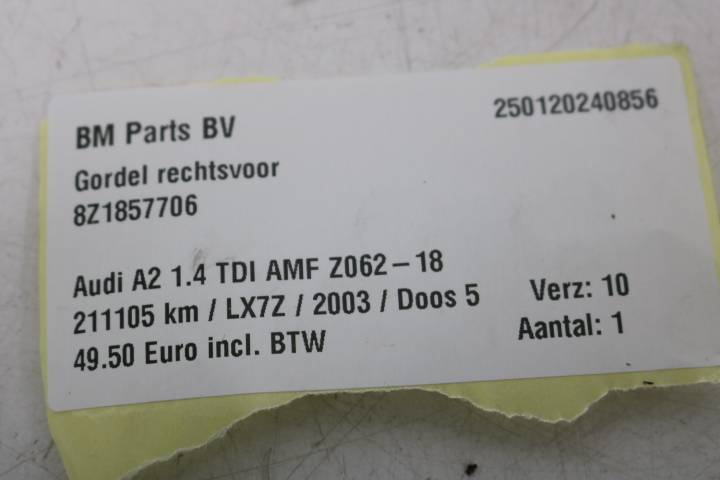 BM Parts BV
250120240856
Gordel rechtsvoor
8Z1857706
Audi A2 1.4 TDI AMF Z062-18
211105 km / LX7Z / 2003 / Doos 5
Verz: 10
49.50 Euro incl. BTW
Aantal: 1